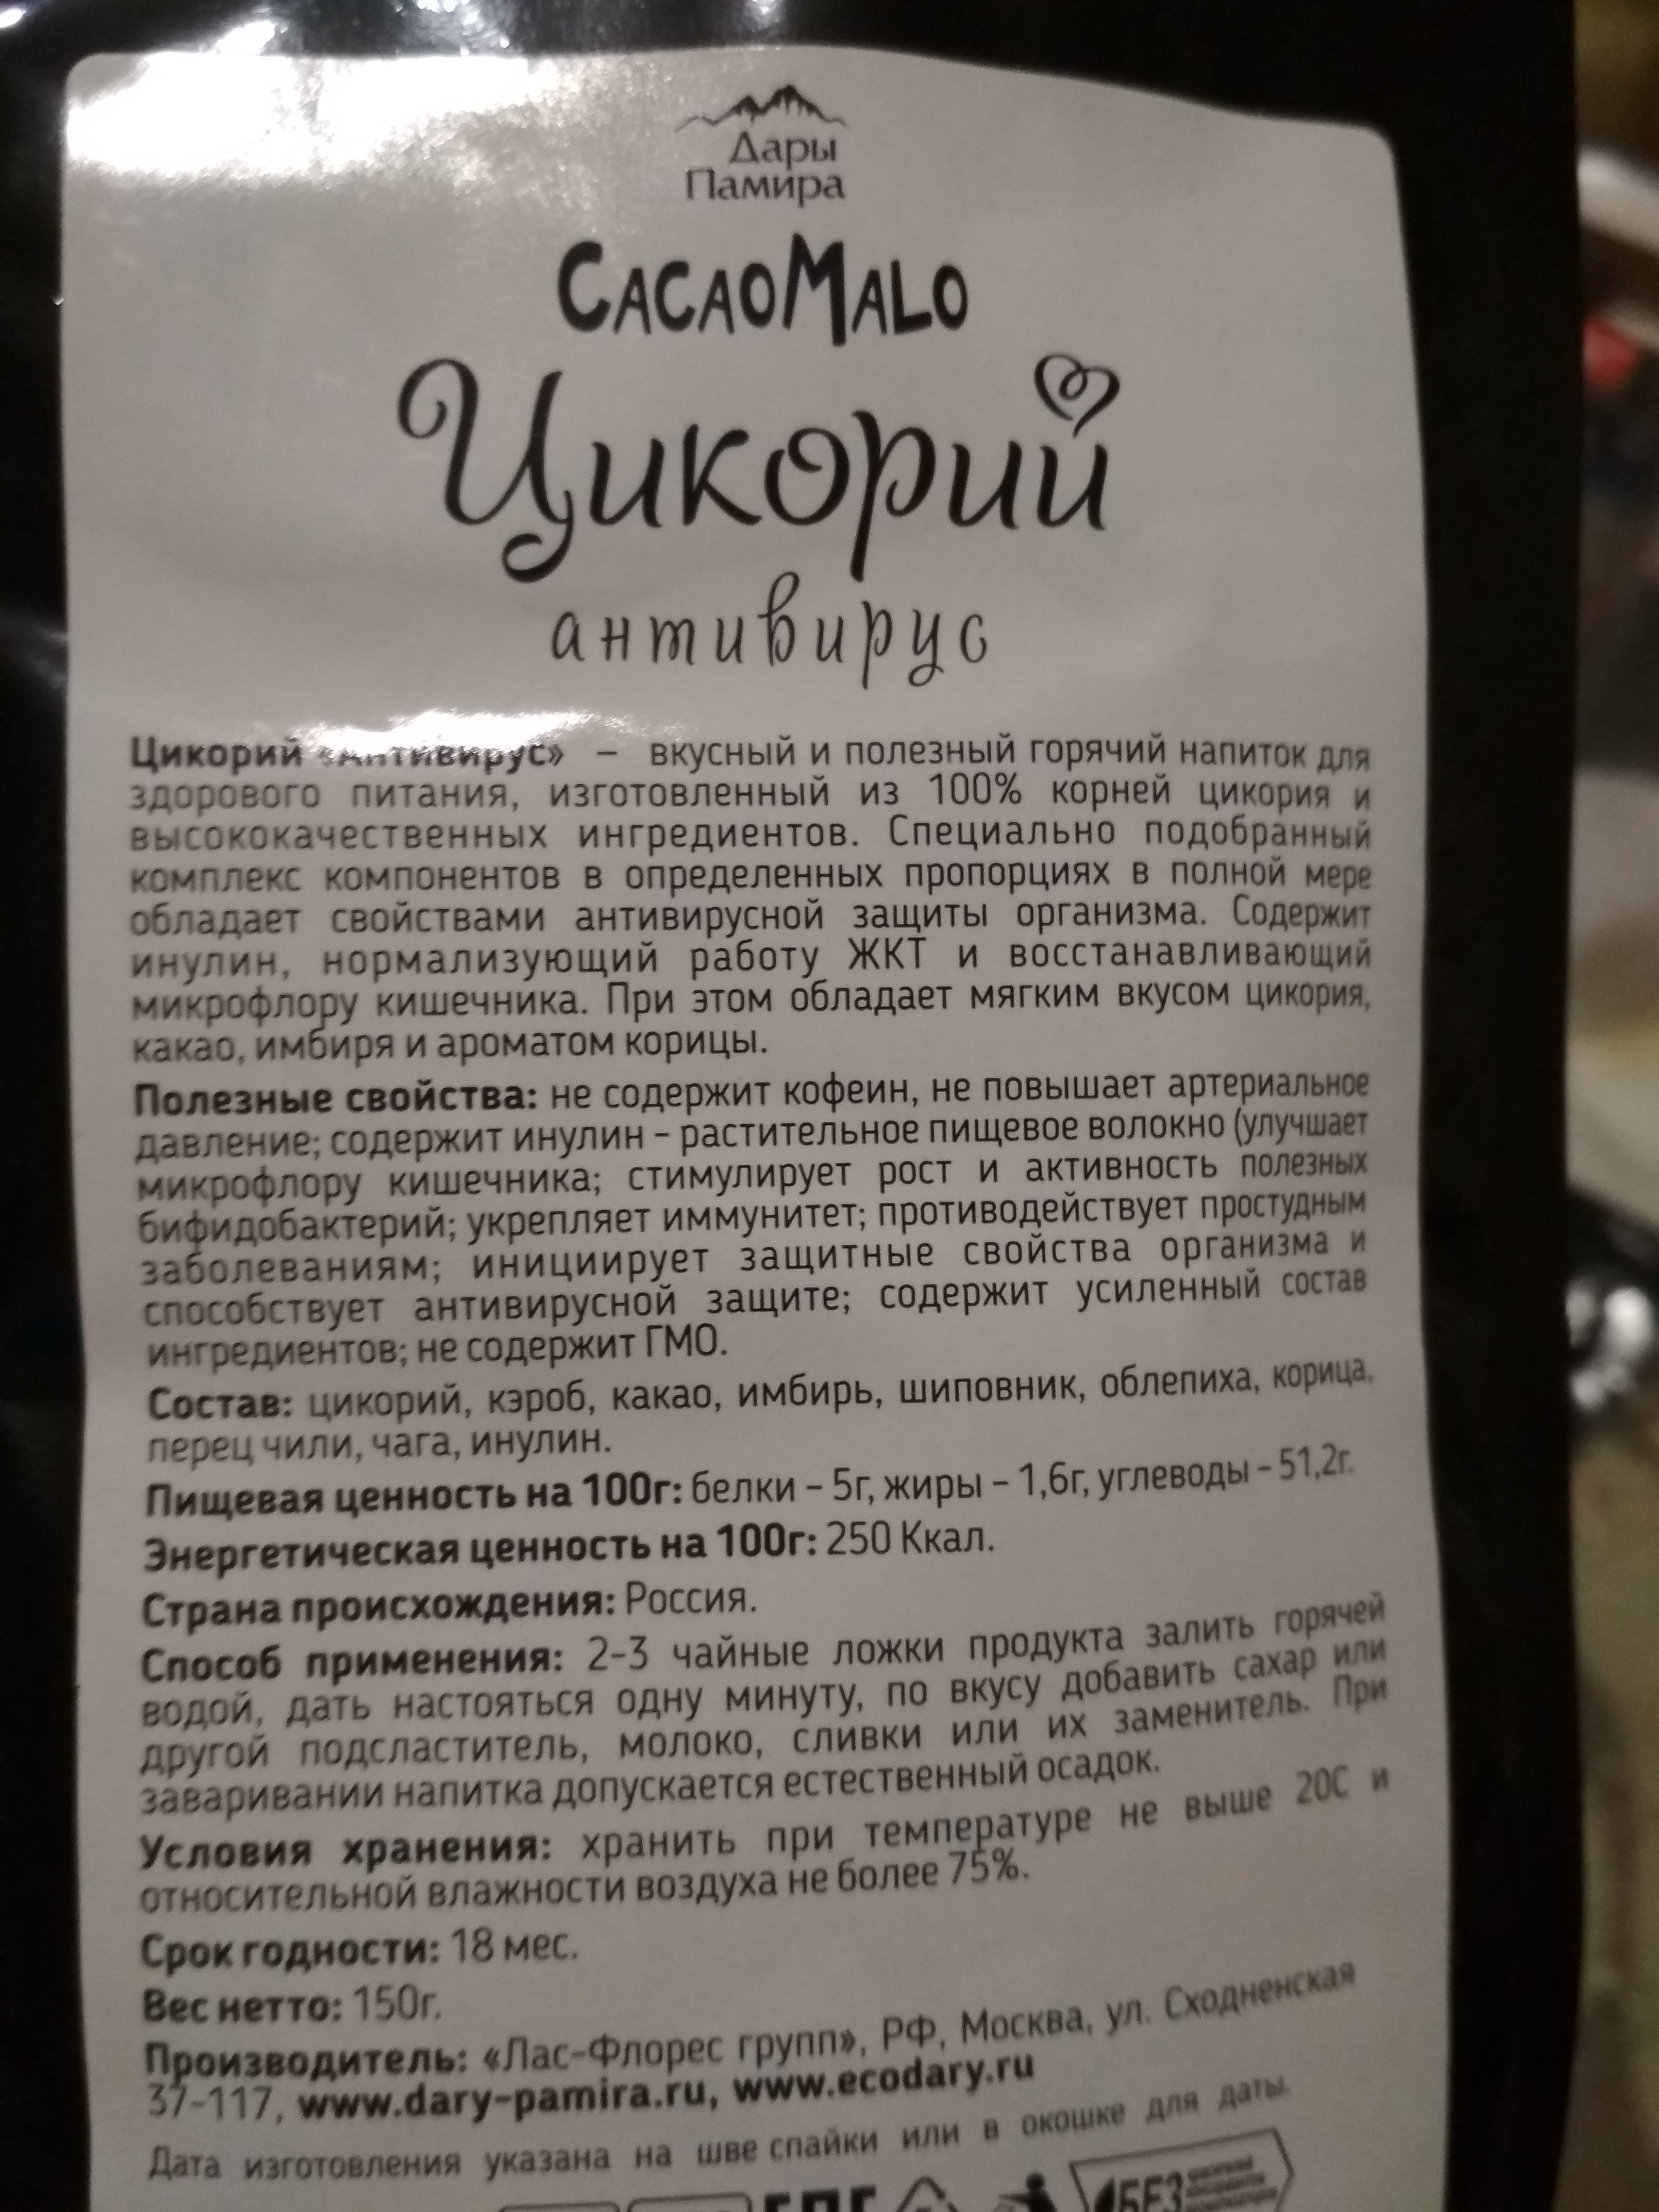 Дары
Памира
CACAOMALO
Цикорий
антивирус
Цикорий «Антивирус» – вкусный и полезный горячий напиток для
здорового питания, изготовленный из 100% корней цикория и
высококачественных ингредиентов. Специально подобранный
комплекс компонентов в определенных пропорциях в полной мере
обладает свойствами антивирусной защиты организма. Содержит
инулин, нормализующий работу ЖКТ и восстанавливающий
микрофлору кишечника. При этом обладает мягким вкусом цикория,
какао, имбиря и ароматом корицы.
Полезные свойства: не содержит кофеин, не повышает артериальное
давление; содержит инулин – растительное пищевое волокно (улучшает
микрофлору кишечника; стимулирует рост и активность полезных
бифидобактерий; укрепляет иммунитет; противодействует простудным
заболеваниям; инициирует защитные свойства организма и
способствует антивирусной защите; содержит усиленный состав
ингредиентов; не содержит ГМО.
Состав: цикорий, кэроб, какао, имбирь, шиповник, облепиха, корица,
перец чили, чага, инулин.
Пищевая ценность на 100г: белки – 5г, жиры – 1,6г, углеводы – 51,2г.
Энергетическая ценность на 100г: 250 Ккал.
Страна происхождения: Россия.
Способ применения: 2-3 чайные ложки продукта залить горячей
водой, дать настояться одну минуту, по вкусу добавить сахар или
другой подсластитель, молоко, сливки или их заменитель. При
заваривании напитка допускается естественный осадок.
Условия хранения: хранить при температуре не выше 20С и
относительной влажности воздуха не более 75%.
Срок годности: 18 мес.
Вес нетто: 150г.
Производитель: «Лас-Флорес групп», РФ, Москва, ул. Сходненская
37-117, www.dary-pamira.ru, www.ecodary.ru
Дата изготовления указана на шве спайки или в окошке для даты.
БЕЗ